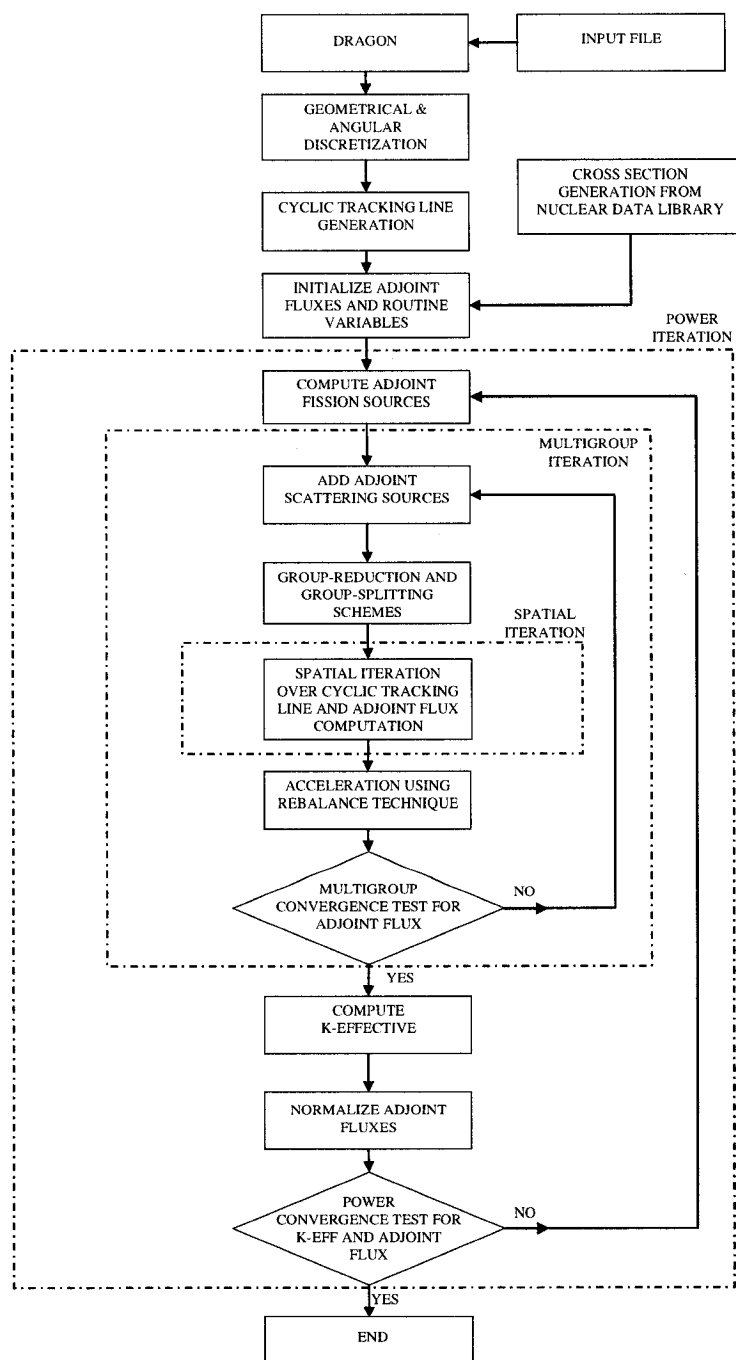 DRAGON
INPUT FILE
GEOMETRICAL &
ANGULAR
DISCRETIZATION
CROSS SECTION
GENERATION FROM
NUCLEAR DATA LIBRARY
CYCLIC TRACKING LINE
GENERATION
INITIALIZE ADJOINT
FLUXES AND ROUTINE
VARIABLES
POWER
ITERATION
COMPUTE ADJOINT
FISSION SOURCES
MULTIGROUP
ITERATION
ADD ADJOINT
SCATTERING SOURCES
GROUP-REDUCTION AND
GROUP-SPLITTING
SCHEMES
SPATIAL
ITERATION
SPATIAL ITERATION
OVER CYCLIC TRACKING
LINE AND ADJOINT FLUX
COMPUTATION
ACCELERATION USING
REBALANCE TECHNIQUE
MULTIGROUP
CONVERGENCE TEST FOR
ADJOINT FLUX
NO
YES
COMPUTE
K-EFFECTIVE
NORMALIZE ADJOINT
FLUXES
POWER
CONVERGENCE TEST FOR
K-EFF AND ADJOINT
FLUX
NO
YES
END